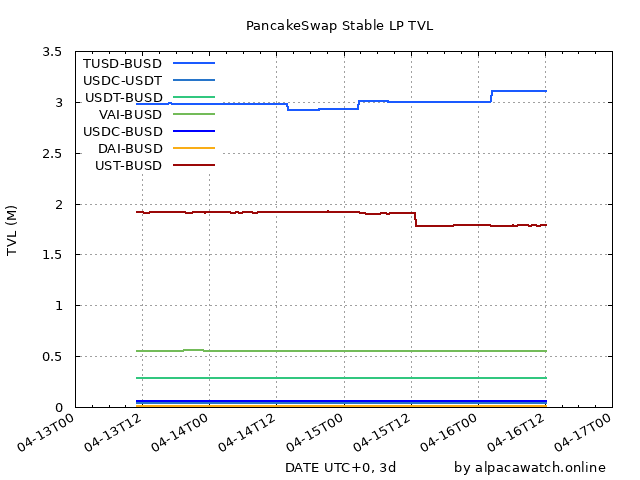 PancakeSwap Stable LP TVL
TVL (M)
3.5
3
2.5
2
1.5
1
0.5
0
TUSD-BUSD
USDC-USDT
USDT-BUSD
VAI-BUSD
USDC-BUSD
DAI-BUSD
UST-BUSD
04-13T00
04-13T12
04-14T00
04-14T12
04-15T00
04-15T12
04-16T00
04-16T12
04-17T00
DATE UTC+0, 3d
by alpacawatch.online